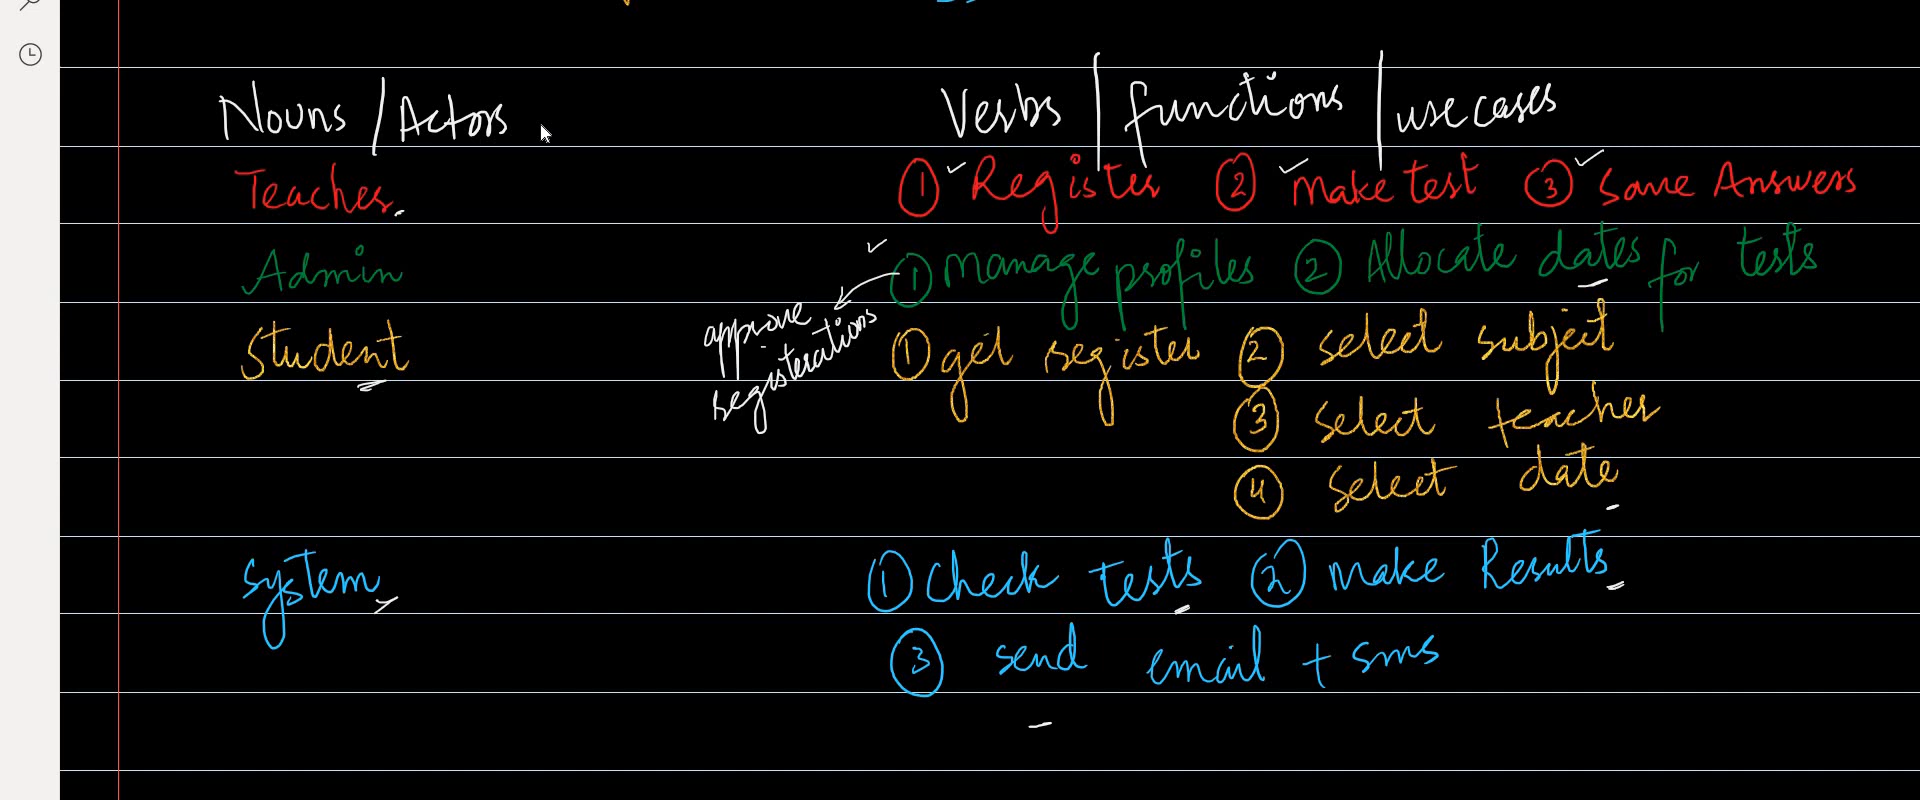 Nouns / Actors
Verbs | functions | usecases
Teacher
① Register ② Make test ③ Save Answers
Admin
① Manage profiles ② Allocate dates for tests
approve
registerations
Student
① get register ② select subject
③ select teacher
④ select date
System
① Check tests ② Make Results
③ send email + sms